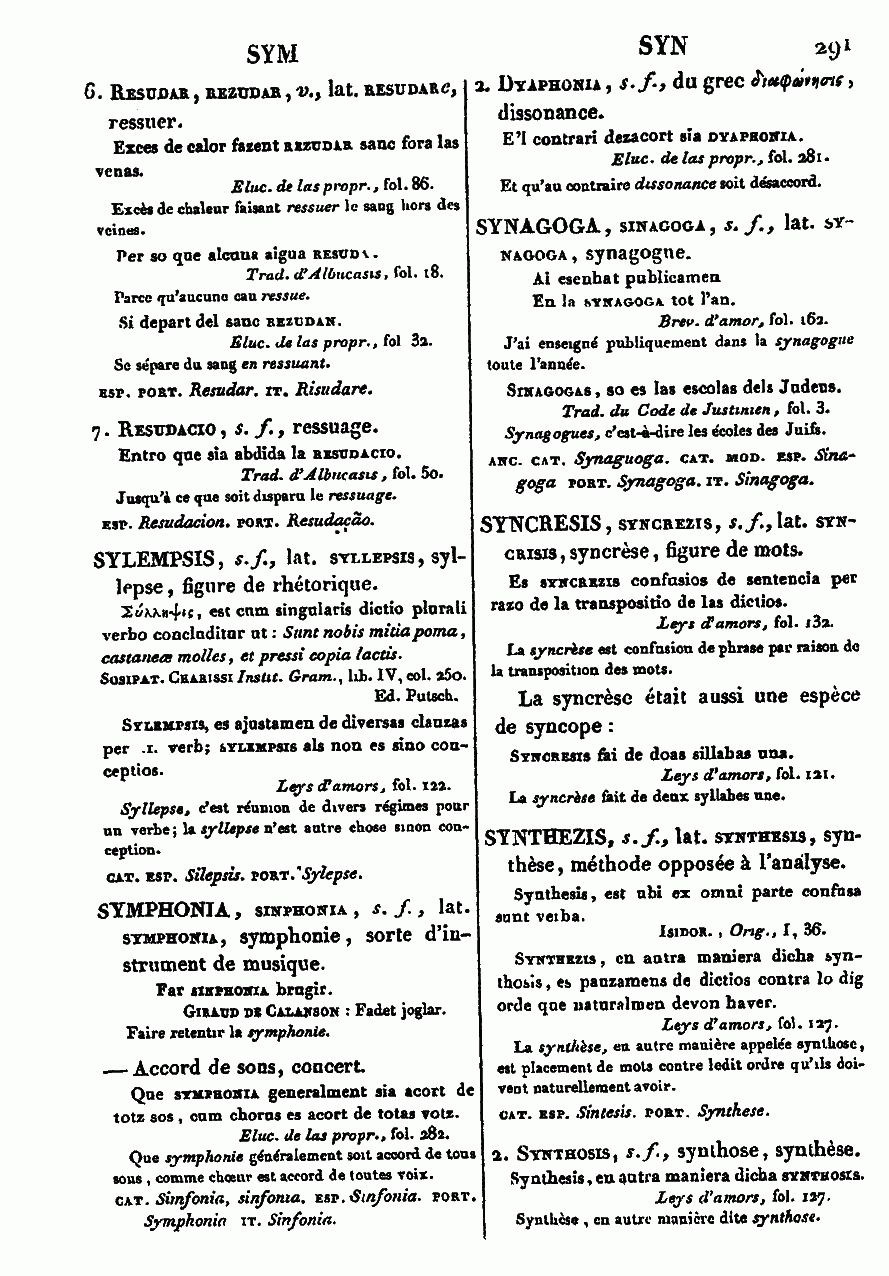 SYM
SYN
291
6. RESUDAR, REZUDAR, v., lat. RESUDARe,
ressuer.
Exces de calor fazent REZUDAR sanc fora las
venas.
Eluc. de las propr., fol. 86.
Excès de chaleur faisant ressuer le sang hors des
veines.
Per so que alcuna aigua RESUDA.
Trad. d'Albucasis, fol. 18.
Parce qu'aucune eau ressue.
Si depart del sanc REZUDAN.
Eluc. de las propr., fol 32.
Se sépare du sang en ressuant.
ESP. PORT. Resudar. IT. Risudare.
7. RESUDACIO, s. f., ressuage.
Entro que sia abdida la RESUDACIO.
Trad. d'Albucasis, fol. 50.
Jusqu'à ce que soit disparu le ressuage.
ESP. Resudacion. PORT. Resudação.
SYLEMPSIS, s. f., lat. SYLLEPSIS, syl-
lepse, figure de rhétorique.
Σύλληψις, est cum singularis dictio plurali
verbo concluditur ut : Sunt nobis mitia poma,
castaneæ molles, et pressi copia lactis.
SOSIPAT. CHARISSI Instit. Gram., lib. IV, col. 250.
Ed. Putsch.
SYLEMPSIS, es ajustamen de diversas clauzas
per .I. verb; SYLEMPSIS als non es sino con-
ceptios.
Leys d'amors, fol. 122.
Syllepse, c'est réunion de divers régimes pour
un verbe; la syllepse n'est autre chose sinon con-
ception.
CAT. ESP. Silepsis. PORT. Sylepse.
SYMPHONIA, SINPHONIA, s. f., lat.
SYMPHONIA, symphonie, sorte d'in-
strument de musique.
Far SINPHONIA brugir.
GIRAUD DE CALANSON : Fadet joglar.
Faire retentir la symphonie.
— Accord de sons, concert.
Que SYMPHONIA generalment sia acort de
totz sos, cum chorus es acort de totas votz.
Eluc. de las propr., fol. 282.
Que symphonie généralement soit accord de tous
sons, comme chœur est accord de toutes voix.
CAT. Simfonia, sinfonia. ESP. Sinfonia. PORT.
Symphonia IT. Sinfonia.
2. DYAPHONIA, s. f., du grec διαφώνησις,
dissonance.
E'l contrari dezacort sia DYAPHONIA.
Eluc. de las propr., fol. 281.
Et qu'au contraire dissonance soit désaccord.
SYNAGOGA, SINAGOGA, s. f., lat. SY-
NAGOGA, synagogue.
Ai esenhat publicamen
En la SYNAGOGA tot l'an.
Brev. d'amor, fol. 162.
J'ai enseigné publiquement dans la synagogue
toute l'année.
SINAGOGAS, so es las escolas dels Judeus.
Trad. du Code de Justinien, fol. 3.
Synagogues, c'est-à-dire les écoles des Juifs.
ANC. CAT. Synaguoga. CAT. MOD. ESP. Sina-
goga PORT. Synagoga. IT. Sinagoga.
SYNCRESIS, SYNCREZIS, s. f., lat. SYN-
CRISIS, syncrèse, figure de mots.
Es SYNCREZIS confusios de sentencia per
razo de la transpositio de las dictios.
Leys d'amors, fol. 132.
La syncrèse est confusion de phrase par raison de
la transposition des mots.
La syncrèse était aussi une espèce
de syncope :
SYNCRESIS fai de doas sillabas una.
Leys d'amors, fol. 121.
La syncrèse fait de deux syllabes une.
SYNTHEZIS, s. f., lat. SYNTHESIS, syn-
thèse, méthode opposée à l'analyse.
Synthesis, est ubi ex omni parte confusa
sunt verba.
ISIDOR., Orig., I, 36.
SYNTHEZIS, en autra maniera dicha syn-
thosis, es pauzamens de dictios contra lo dig
orde que naturalmen devon haver.
Leys d'amors, fol. 127.
La synthèse, en autre manière appelée synthose,
est placement de mots contre ledit ordre qu'ils doi-
vent naturellement avoir.
CAT. ESP. Sintesis. PORT. Synthese.
2. SYNTHOSIS, s. f., synthose, synthèse.
Synthesis, en autra maniera dicha SYNTHOSIS.
Leys d'amors, fol. 127.
Synthèse, en autre manière dite synthose.